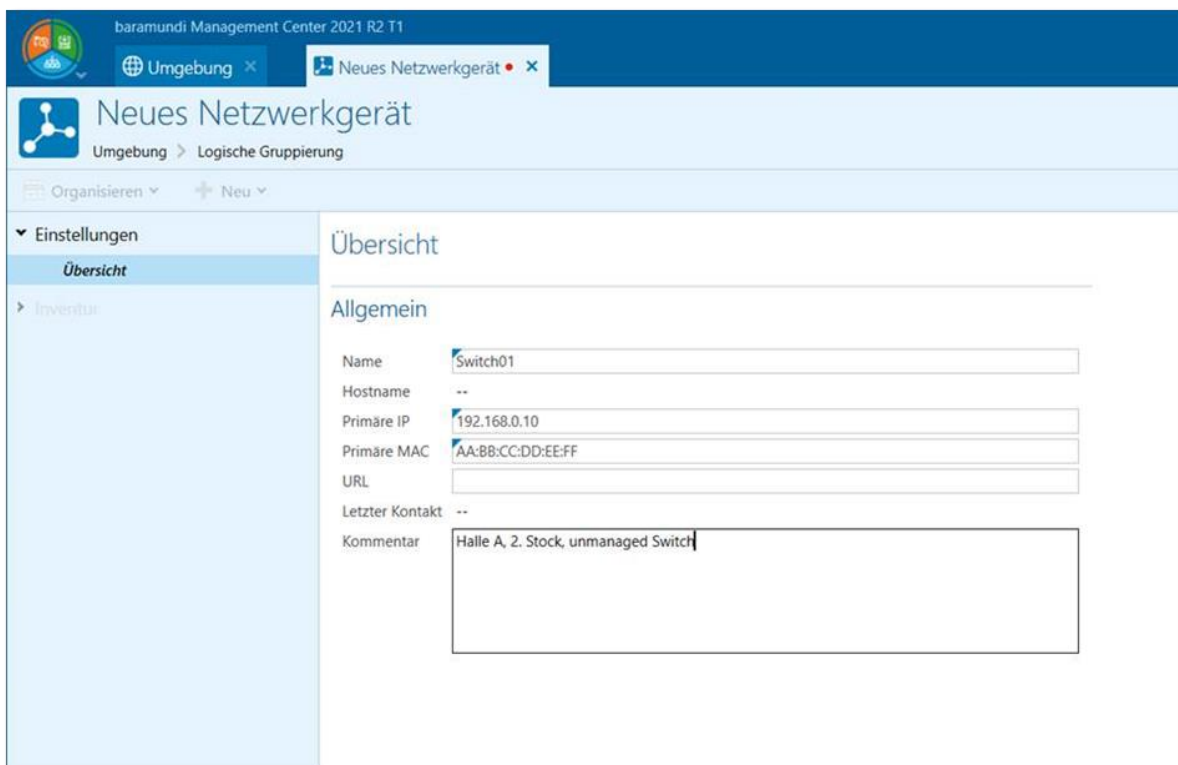 baramundi Management Center 2021 R2 T1
Umgebung × Neues Netzwerkgerät • ×
Neues Netzwerkgerät
Umgebung > Logische Gruppierung
Organisieren Neu
Einstellungen
Übersicht
Inventur
Übersicht
Allgemein
Name Switch01
Hostname --
Primäre IP 192.168.0.10
Primäre MAC AA:BB:CC:DD:EE:FF
URL
Letzter Kontakt --
Kommentar Halle A, 2. Stock, unmanaged Switch